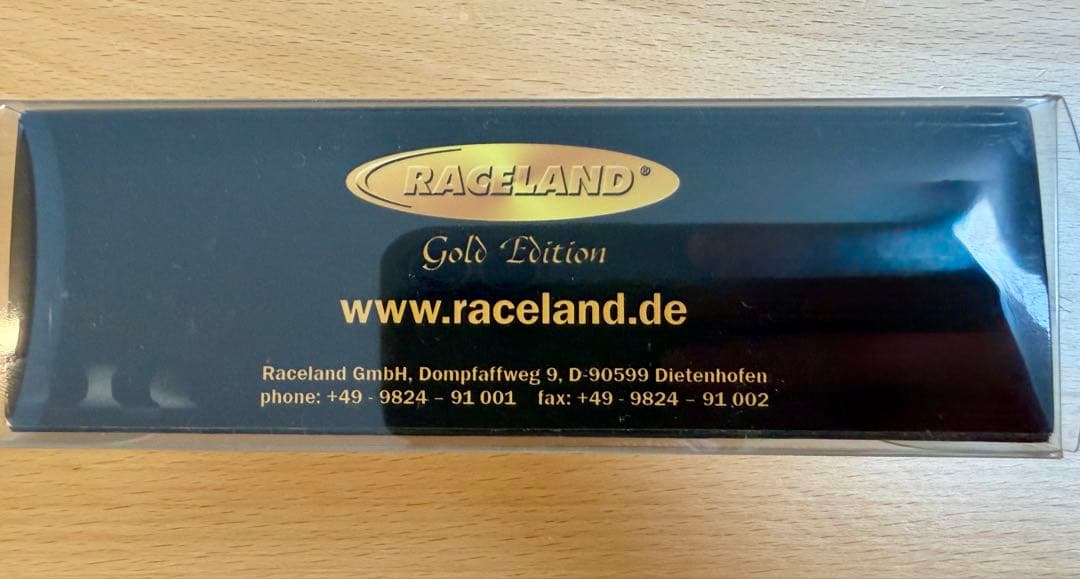 RACELAND®
Gold Edition
www.raceland.de
Raceland GmbH, Dompfaffweg 9, D-90599 Dietenhofen
phone: +49 - 9824 – 91 001 fax: +49 - 9824 – 91 002